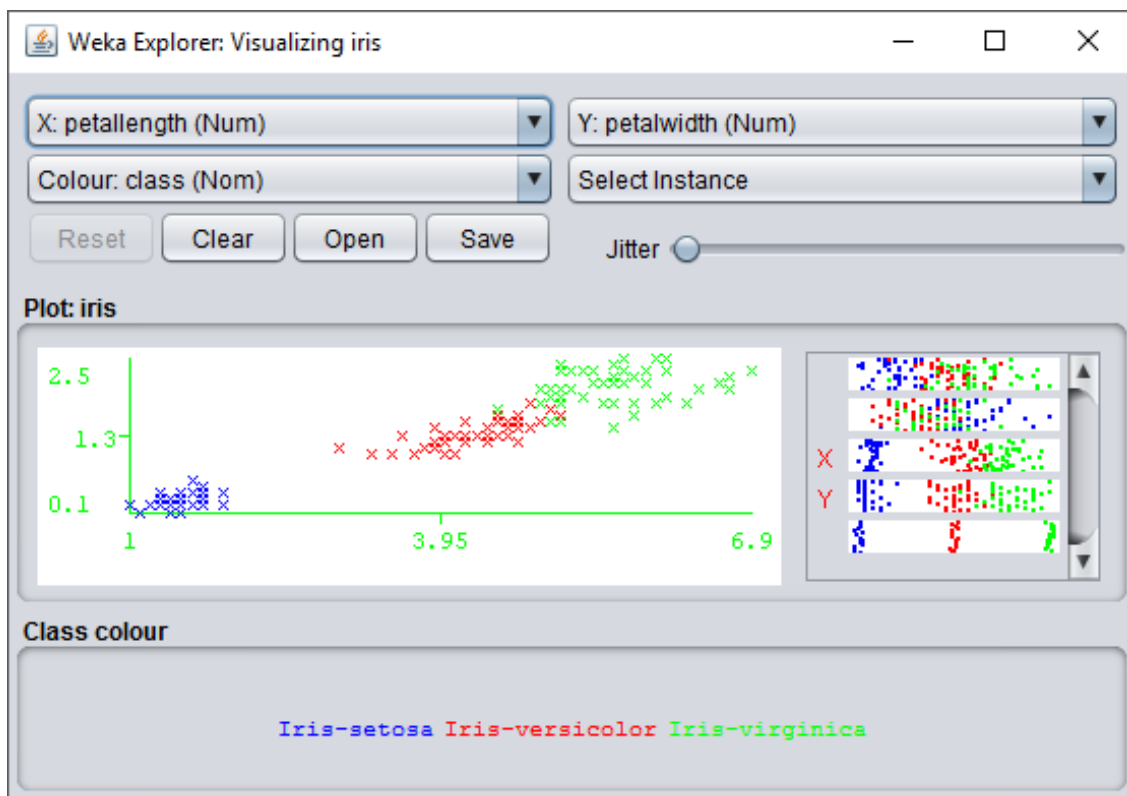 Weka Explorer: Visualizing iris
X: petallength (Num)
Y: petalwidth (Num)
Colour: class (Nom)
Select Instance
Reset
Clear
Open
Save
Jitter
Plot: iris
2.5
1.3
0.1
1
3.95
6.9
X
Y
Class colour
Iris-setosa Iris-versicolor Iris-virginica